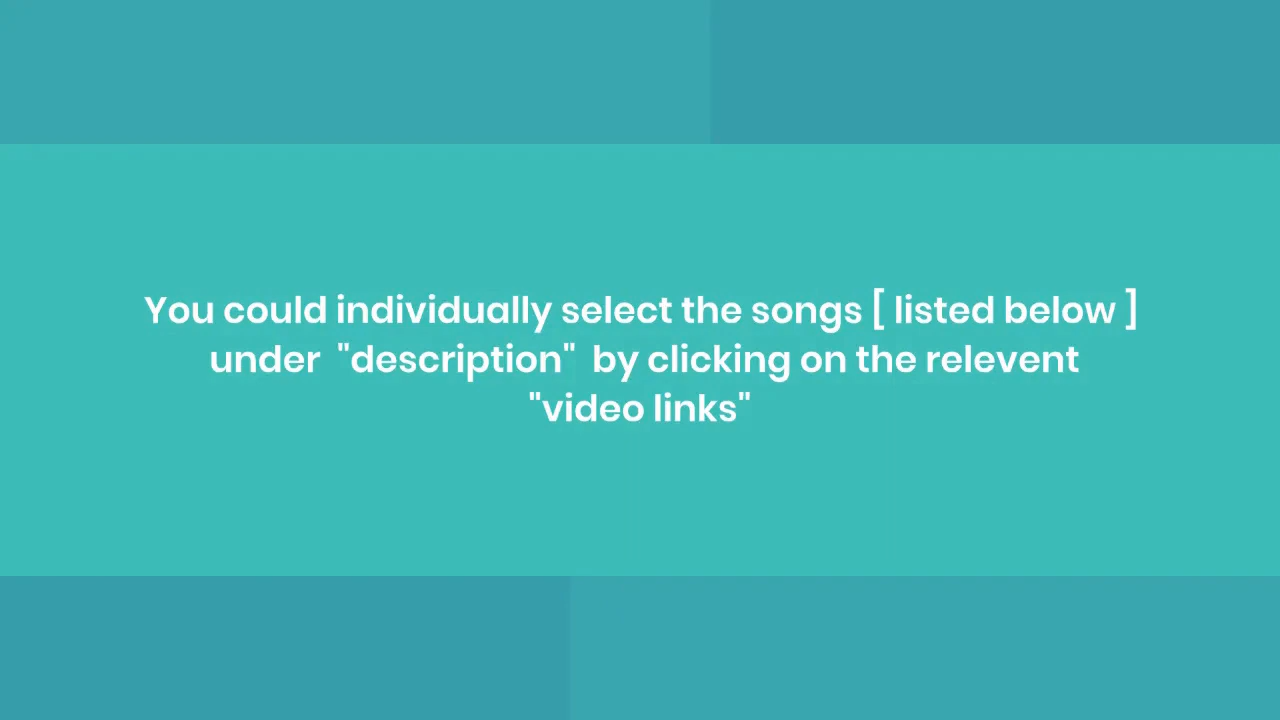 You could individually select the songs [ listed below ]
under "description" by clicking on the relevent
"video links"